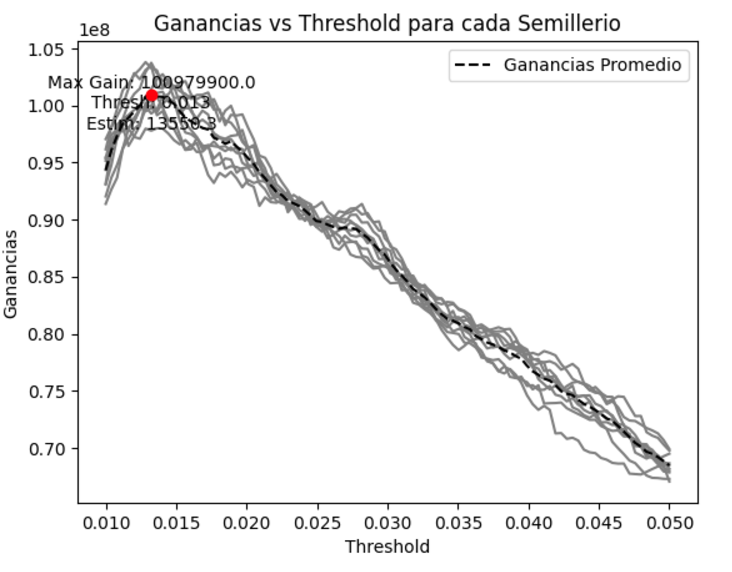 Ganancias vs Threshold para cada Semillerio
1e8
Ganancias Promedio
Max Gain: 100979900.0
Thresh: 0.013
Estim: 13550.3
1.05
1.00
0.95
0.90
0.85
0.80
0.75
0.70
Ganancias
0.010 0.015 0.020 0.025 0.030 0.035 0.040 0.045 0.050
Threshold